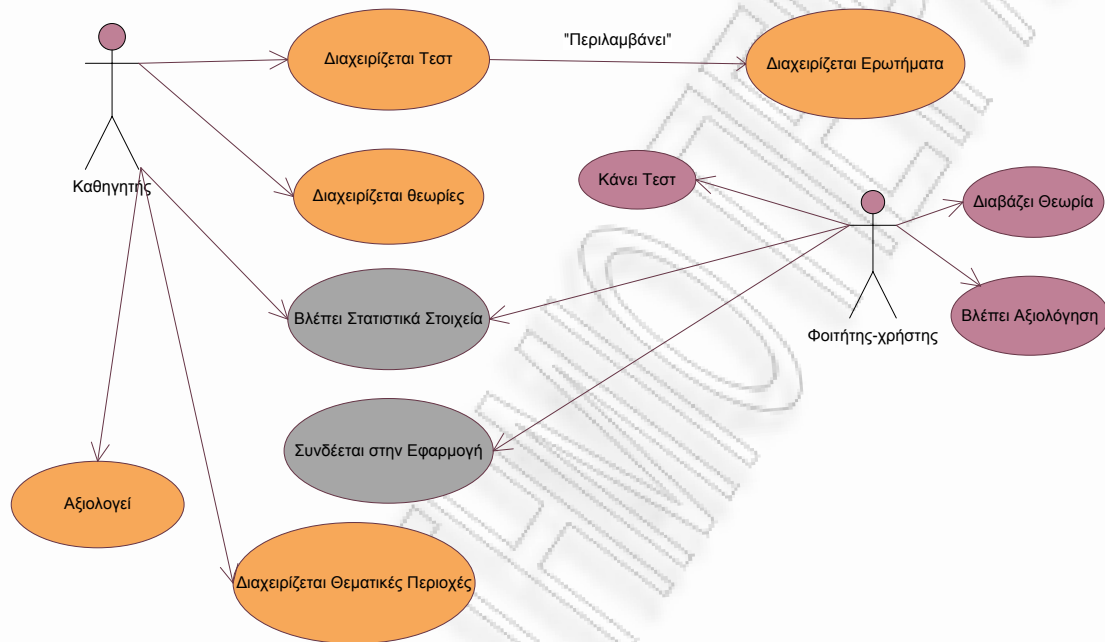 "Περιλαμβάνει"
Διαχειρίζεται Τεστ
Διαχειρίζεται Ερωτήματα
Καθηγητής
Κάνει Τεστ
Διαχειρίζεται θεωρίες
Διαβάζει Θεωρία
Βλέπει Στατιστικά Στοιχεία
Βλέπει Αξιολόγηση
Φοιτήτης-χρήστης
Συνδέεται στην Εφαρμογή
Αξιολογεί
Διαχειρίζεται Θεματικές Περιοχές